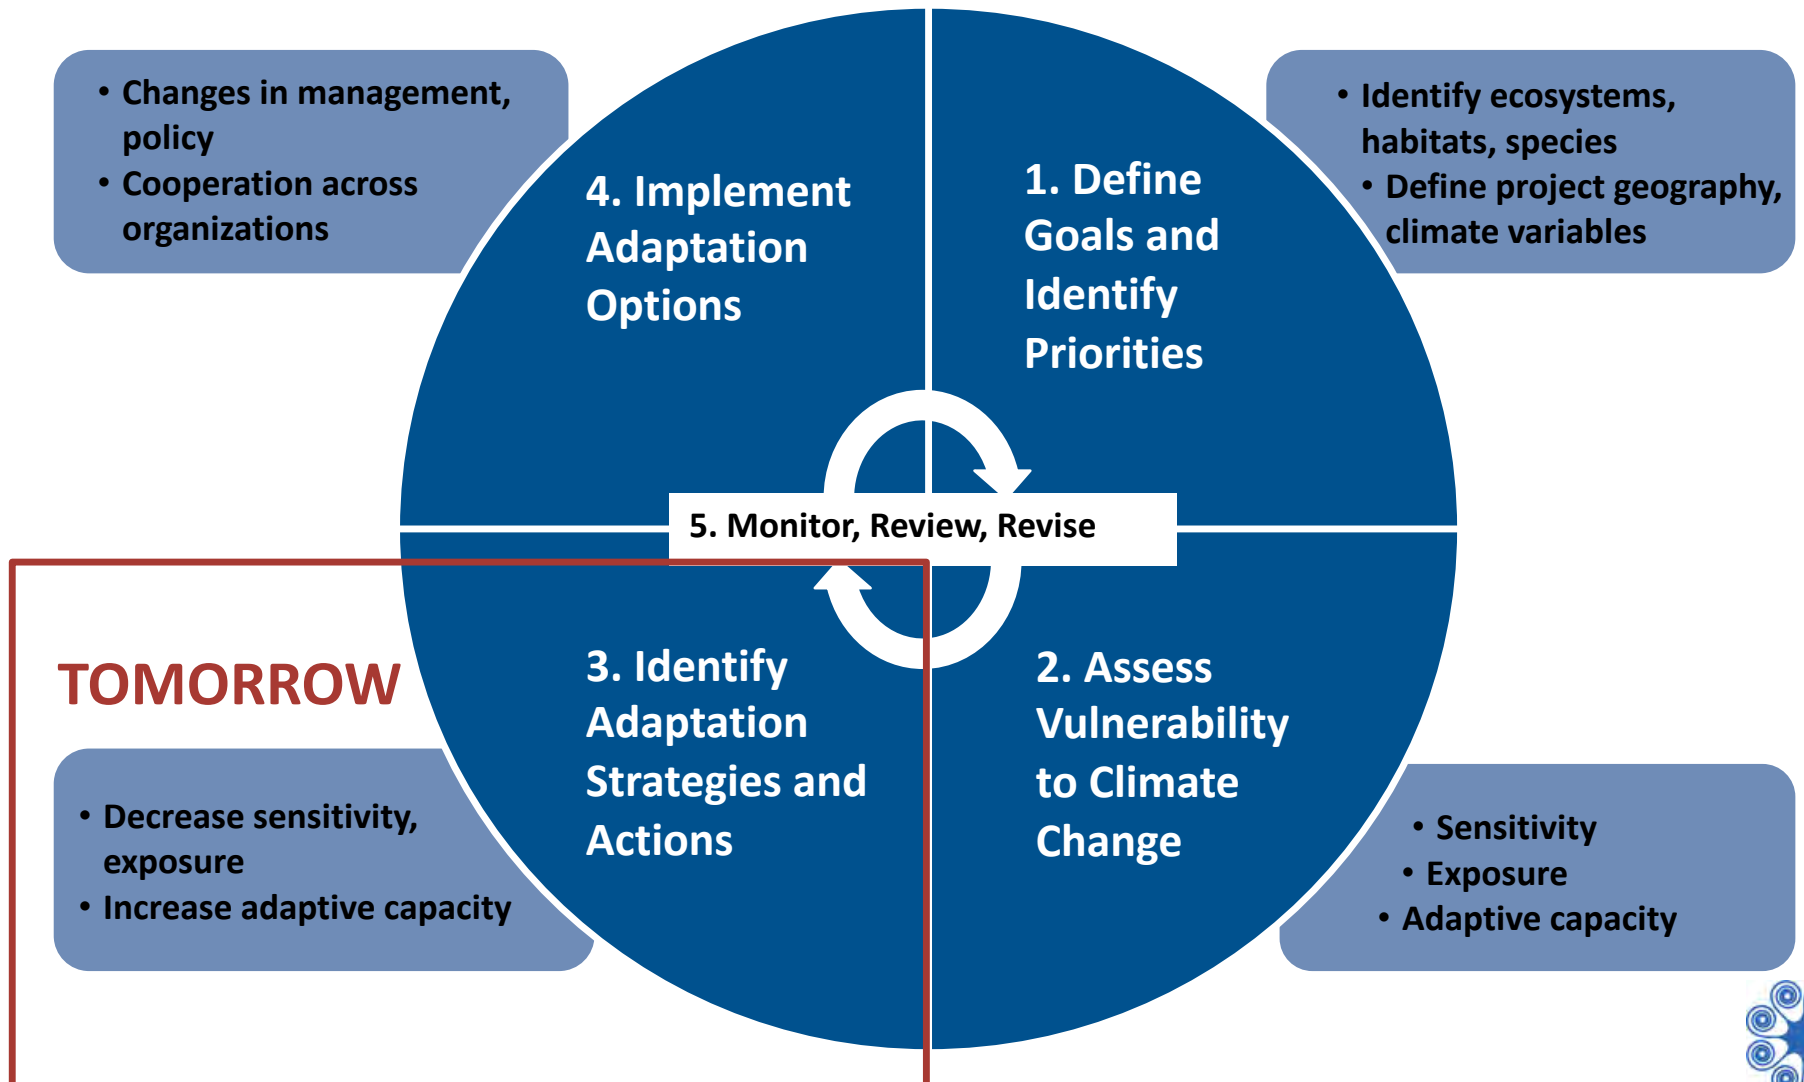 • Changes in management,
policy
• Cooperation across
organizations
4. Implement
Adaptation
Options
1. Define
Goals and
Identify
Priorities
• Identify ecosystems,
habitats, species
• Define project geography,
climate variables
5. Monitor, Review, Revise
TOMORROW
• Decrease sensitivity,
exposure
• Increase adaptive capacity
3. Identify
Adaptation
Strategies and
Actions
2. Assess
Vulnerability
to Climate
Change
• Sensitivity
• Exposure
• Adaptive capacity